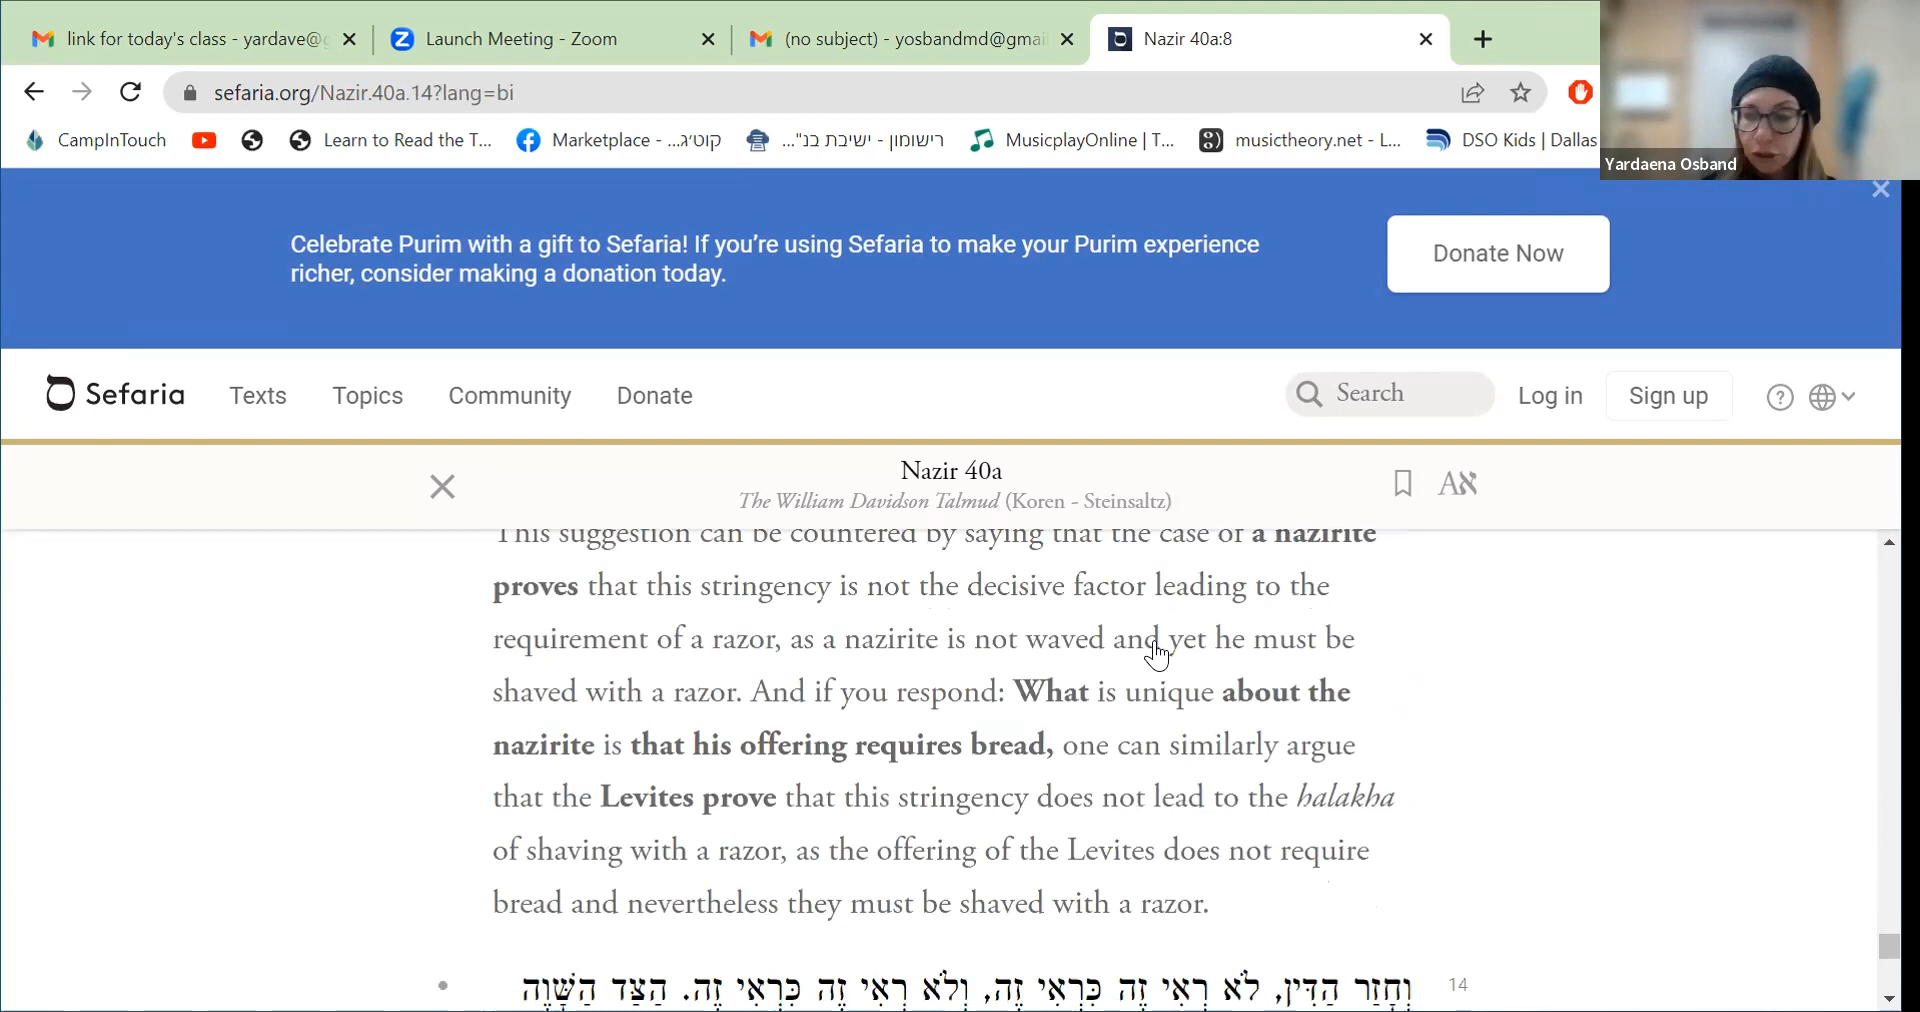 link for today's class - yardave@g
Launch Meeting - Zoom
(no subject) - yosbandmd@gmai
Nazir 40a:8
sefaria.org/Nazir.40a.14?lang=bi
CampInTouch
Learn to Read the T...
Marketplace - ...קוטי'ג
רישומון - ישיבת בנ"...
MusicplayOnline | T...
musictheory.net - L...
DSO Kids | Dallas
Yardaena Osband
Celebrate Purim with a gift to Sefaria! If you’re using Sefaria to make your Purim experience
richer, consider making a donation today.
Donate Now
Sefaria
Texts
Topics
Community
Donate
Search
Log in
Sign up
Nazir 40a
The William Davidson Talmud (Koren - Steinsaltz)
This suggestion can be countered by saying that the case of a nazirite
proves that this stringency is not the decisive factor leading to the
requirement of a razor, as a nazirite is not waved and yet he must be
shaved with a razor. And if you respond: What is unique about the
nazirite is that his offering requires bread, one can similarly argue
that the Levites prove that this stringency does not lead to the halakha
of shaving with a razor, as the offering of the Levites does not require
bread and nevertheless they must be shaved with a razor.
וְחָזַר הַדִּין, לֹא רְאִי זֶה כִּרְאִי זֶה, וְלֹא רְאִי זֶה כִּרְאִי זֶה. הַצַּד הַשָּׁוֶה
14